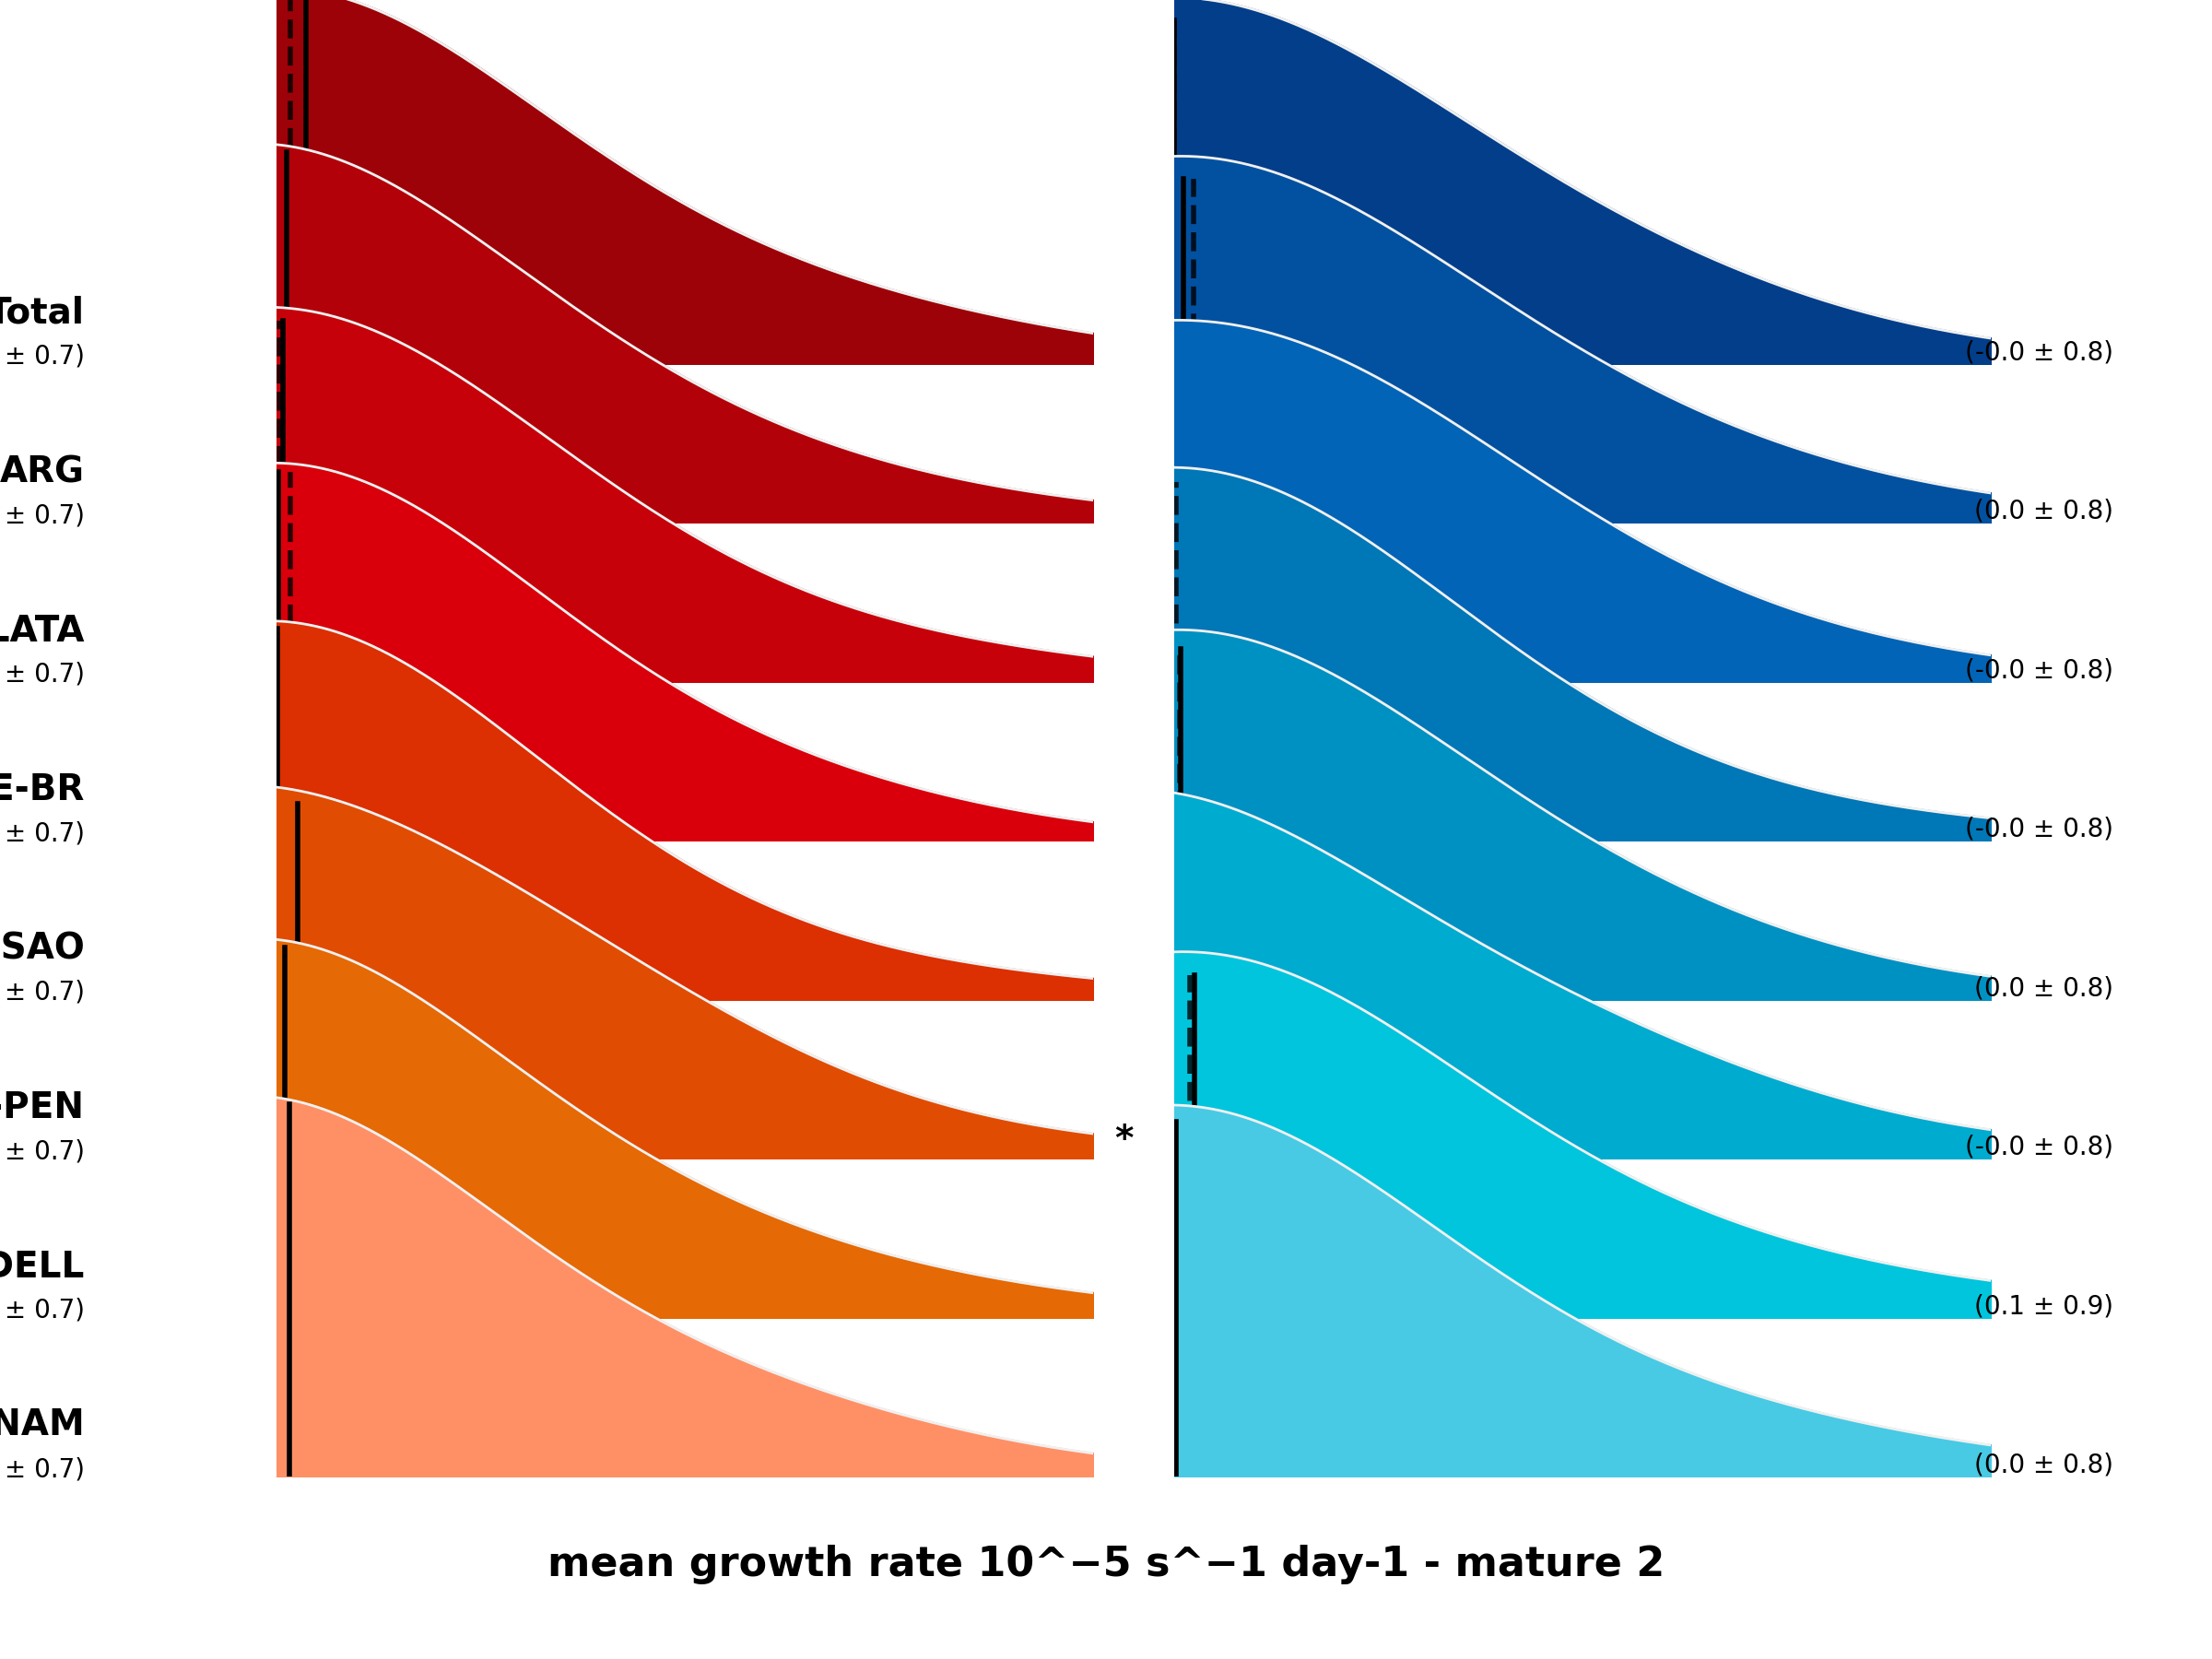 Total
± 0.7) (-0.0 ± 0.8)
ARG
± 0.7) (0.0 ± 0.8)
LATA
± 0.7) (-0.0 ± 0.8)
E-BR
± 0.7) (-0.0 ± 0.8)
SAO
± 0.7) (0.0 ± 0.8)
-PEN
*
± 0.7) (-0.0 ± 0.8)
DELL
± 0.7) (0.1 ± 0.9)
NAM
± 0.7) (0.0 ± 0.8)
mean growth rate 10^−5 s^−1 day-1 - mature 2